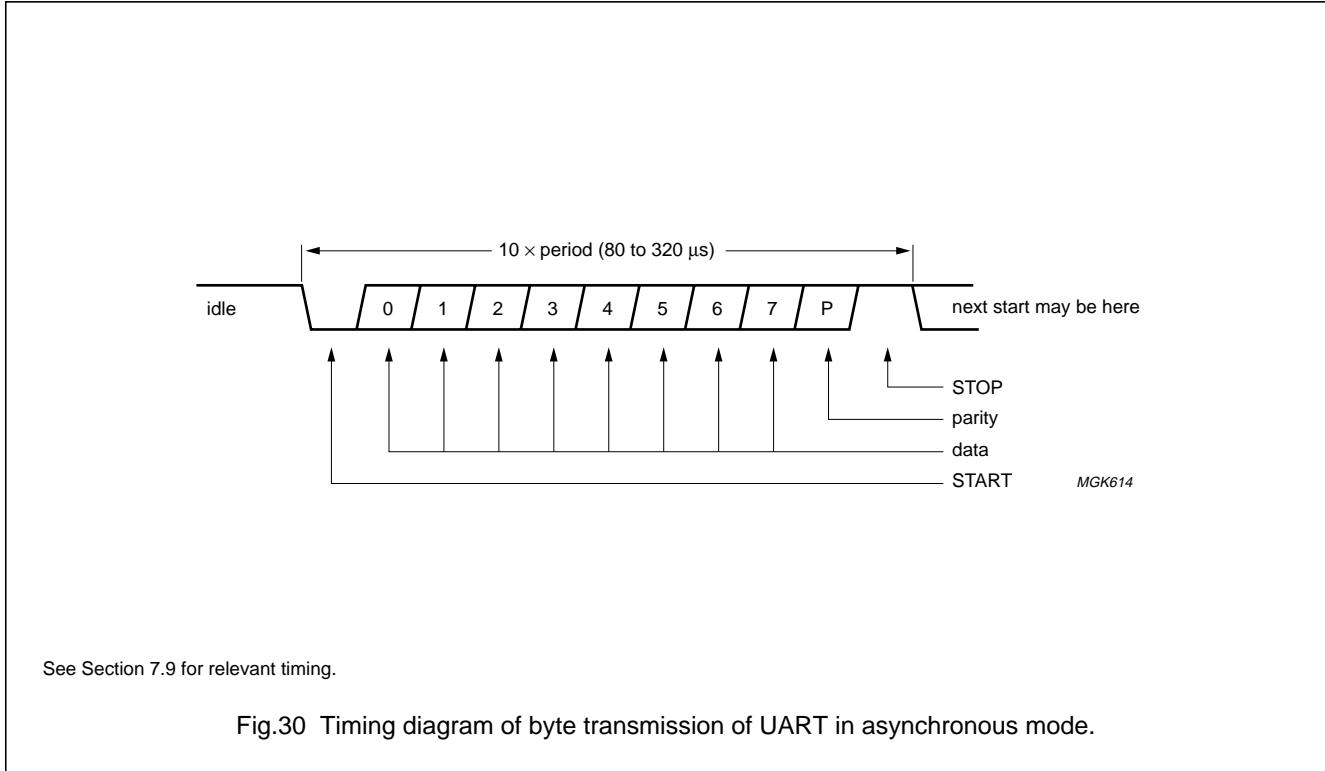 10 × period (80 to 320 μs)
idle
0 1 2 3 4 5 6 7 P
next start may be here
STOP
parity
data
START
MGK614
See Section 7.9 for relevant timing.
Fig.30 Timing diagram of byte transmission of UART in asynchronous mode.